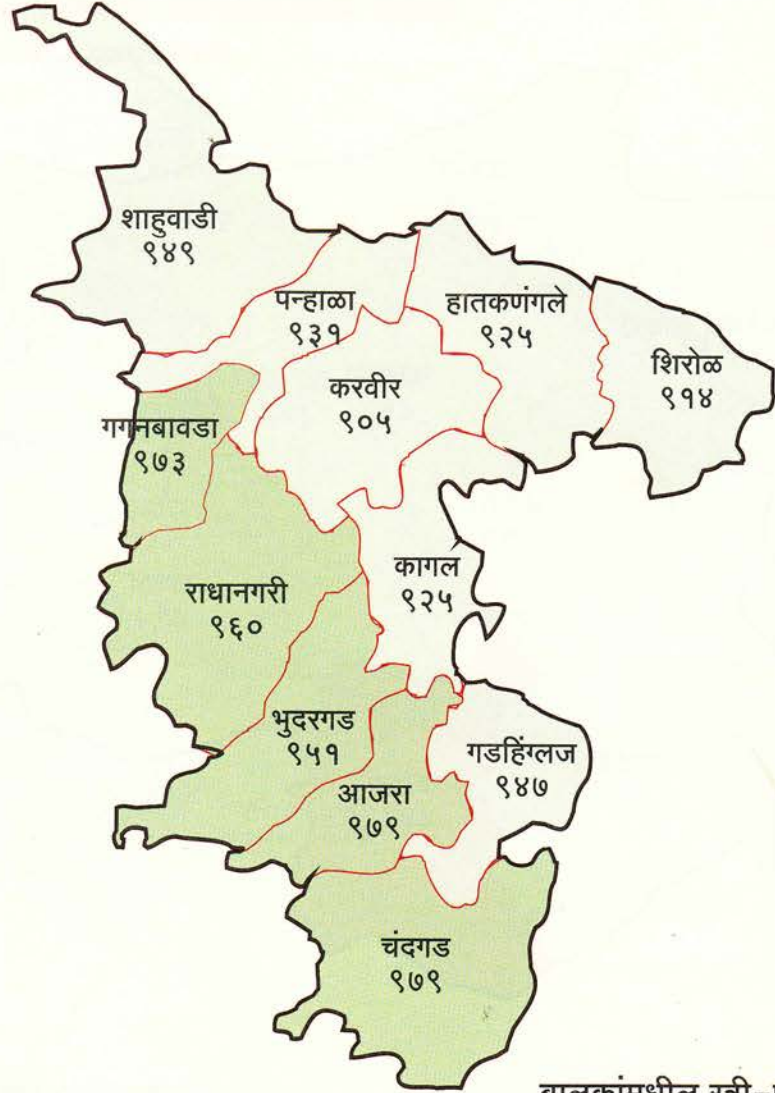 शाहुवाडी
९४९
पन्हाळा
९३१
हातकणंगले
९२५
शिरोळ
९१४
करवीर
९०५
गगनबावडा
९७३
कागल
९२५
राधानगरी
९६०
भुदरगड
९५१
गडहिंग्लज
९४७
आजरा
९७९
चंदगड
९७९